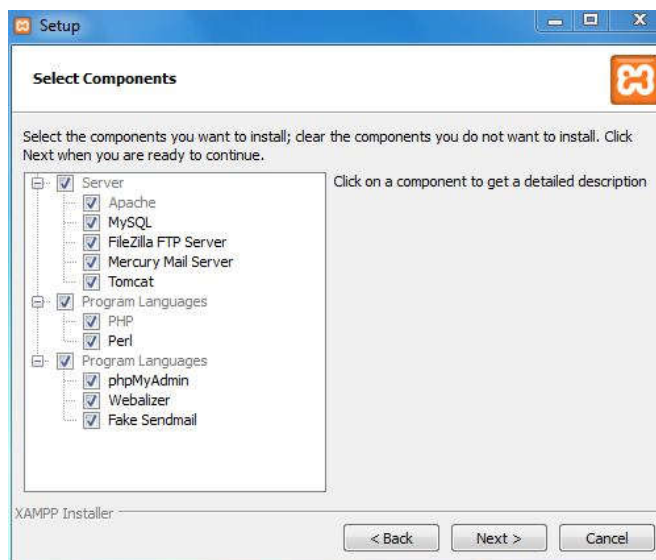 Setup
Select Components
Select the components you want to install; clear the components you do not want to install. Click
Next when you are ready to continue.
Server
Apache
MySQL
FileZilla FTP Server
Mercury Mail Server
Tomcat
Program Languages
PHP
Perl
Program Languages
phpMyAdmin
Webalizer
Fake Sendmail
Click on a component to get a detailed description
XAMPP Installer
< Back
Next >
Cancel